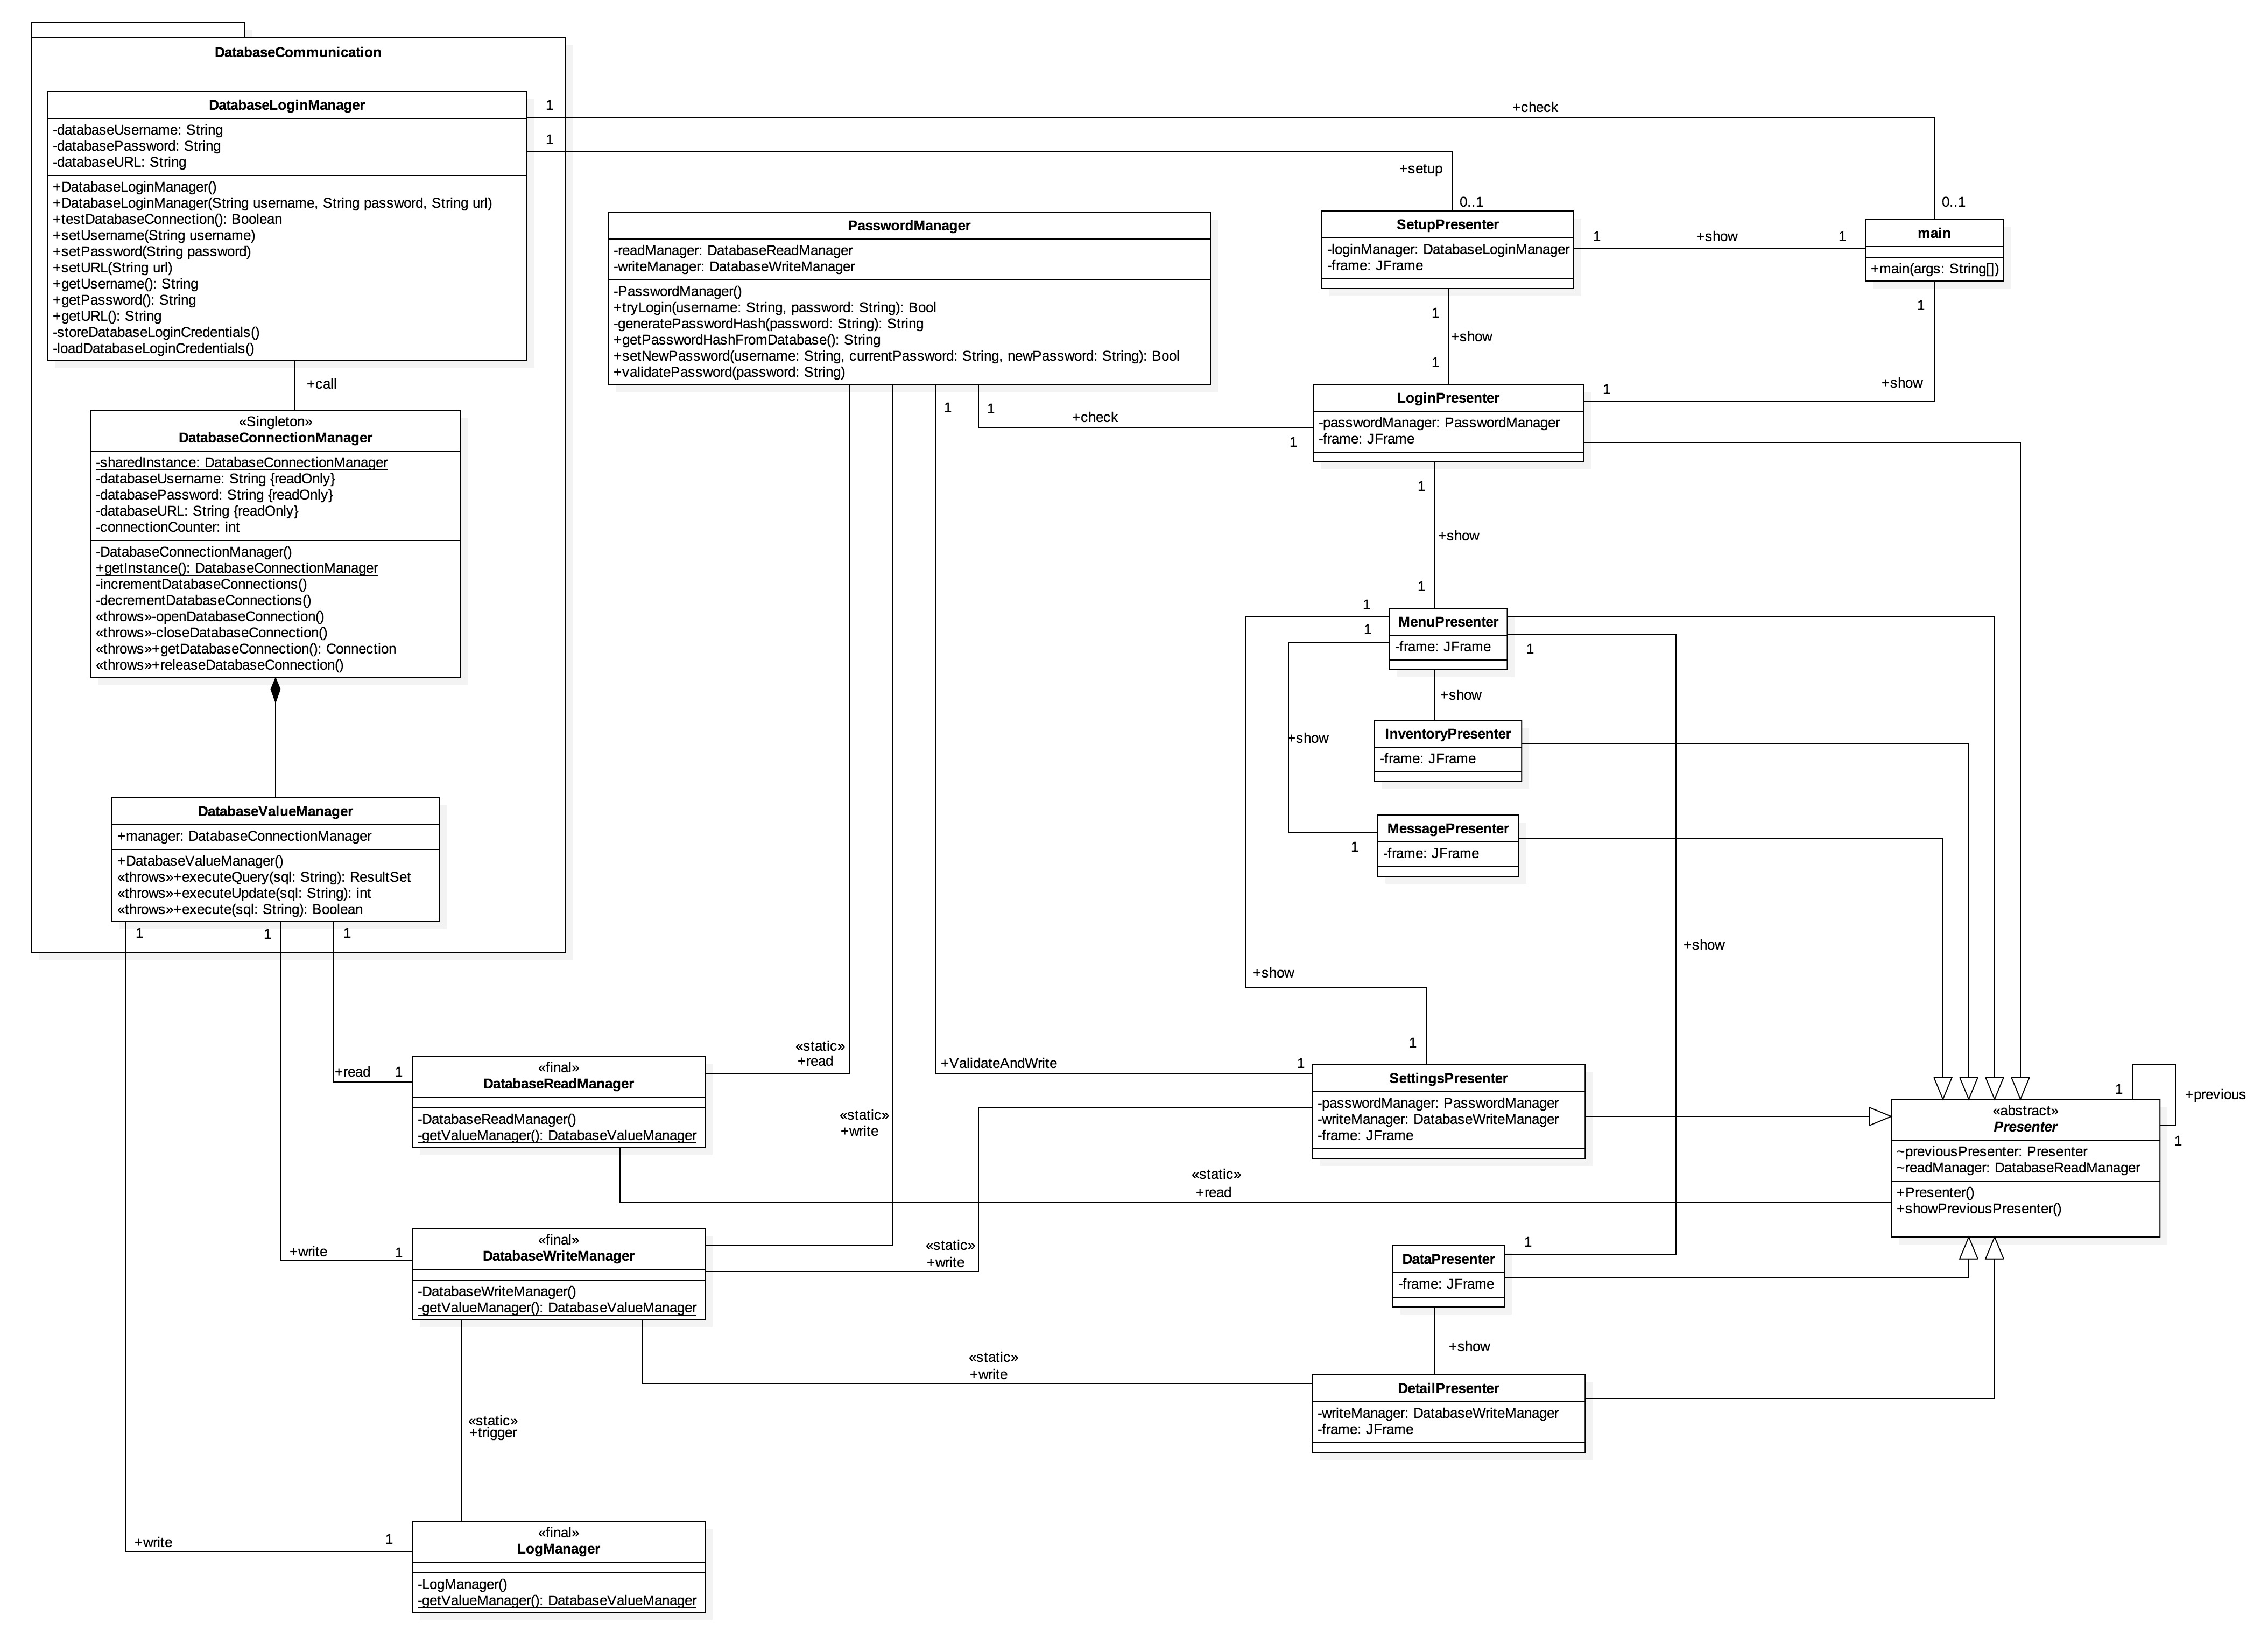 DatabaseCommunication
DatabaseLoginManager
-databaseUsername: String
-databasePassword: String
-databaseURL: String
+DatabaseLoginManager()
+DatabaseLoginManager(String username, String password, String url)
+testDatabaseConnection(): Boolean
+setUsername(String username)
+setPassword(String password)
+setURL(String url)
+getUsername(): String
+getPassword(): String
+getURL(): String
-storeDatabaseLoginCredentials()
-loadDatabaseLoginCredentials()
1
1
+check
+setup
0..1
0..1
+call
«Singleton»
DatabaseConnectionManager
-sharedInstance: DatabaseConnectionManager
-databaseUsername: String {readOnly}
-databasePassword: String {readOnly}
-databaseURL: String {readOnly}
-connectionCounter: int
-DatabaseConnectionManager()
+getInstance(): DatabaseConnectionManager
-incrementDatabaseConnections()
-decrementDatabaseConnections()
«throws»-openDatabaseConnection()
«throws»-closeDatabaseConnection()
«throws»+getDatabaseConnection(): Connection
«throws»+releaseDatabaseConnection()
DatabaseValueManager
+manager: DatabaseConnectionManager
+DatabaseValueManager()
«throws»+executeQuery(sql: String): ResultSet
«throws»+executeUpdate(sql: String): int
«throws»+execute(sql: String): Boolean
1
1
1
PasswordManager
-readManager: DatabaseReadManager
-writeManager: DatabaseWriteManager
-PasswordManager()
+tryLogin(username: String, password: String): Bool
-generatePasswordHash(password: String): String
+getPasswordHashFromDatabase(): String
+setNewPassword(username: String, currentPassword: String, newPassword: String): Bool
+validatePassword(password: String)
1
1
+check
1
SetupPresenter
-loginManager: DatabaseLoginManager
-frame: JFrame
1
+show
1
main
+main(args: String[])
1
+show
1
1
+show
1
LoginPresenter
-passwordManager: PasswordManager
-frame: JFrame
1
+show
1
1
1
MenuPresenter
-frame: JFrame
1
+show
InventoryPresenter
-frame: JFrame
+show
MessagePresenter
-frame: JFrame
1
+show
+show
1
+read
1
«final»
DatabaseReadManager
-DatabaseReadManager()
-getValueManager(): DatabaseValueManager
«static»
+read
+ValidateAndWrite
1
SettingsPresenter
-passwordManager: PasswordManager
-writeManager: DatabaseWriteManager
-frame: JFrame
1
+previous
1
«abstract»
Presenter
~previousPresenter: Presenter
~readManager: DatabaseReadManager
+Presenter()
+showPreviousPresenter()
«static»
+write
«static»
+read
+write
1
«final»
DatabaseWriteManager
-DatabaseWriteManager()
-getValueManager(): DatabaseValueManager
«static»
+write
1
DataPresenter
-frame: JFrame
+show
«static»
+write
DetailPresenter
-writeManager: DatabaseWriteManager
-frame: JFrame
«static»
+trigger
+write
1
«final»
LogManager
-LogManager()
-getValueManager(): DatabaseValueManager